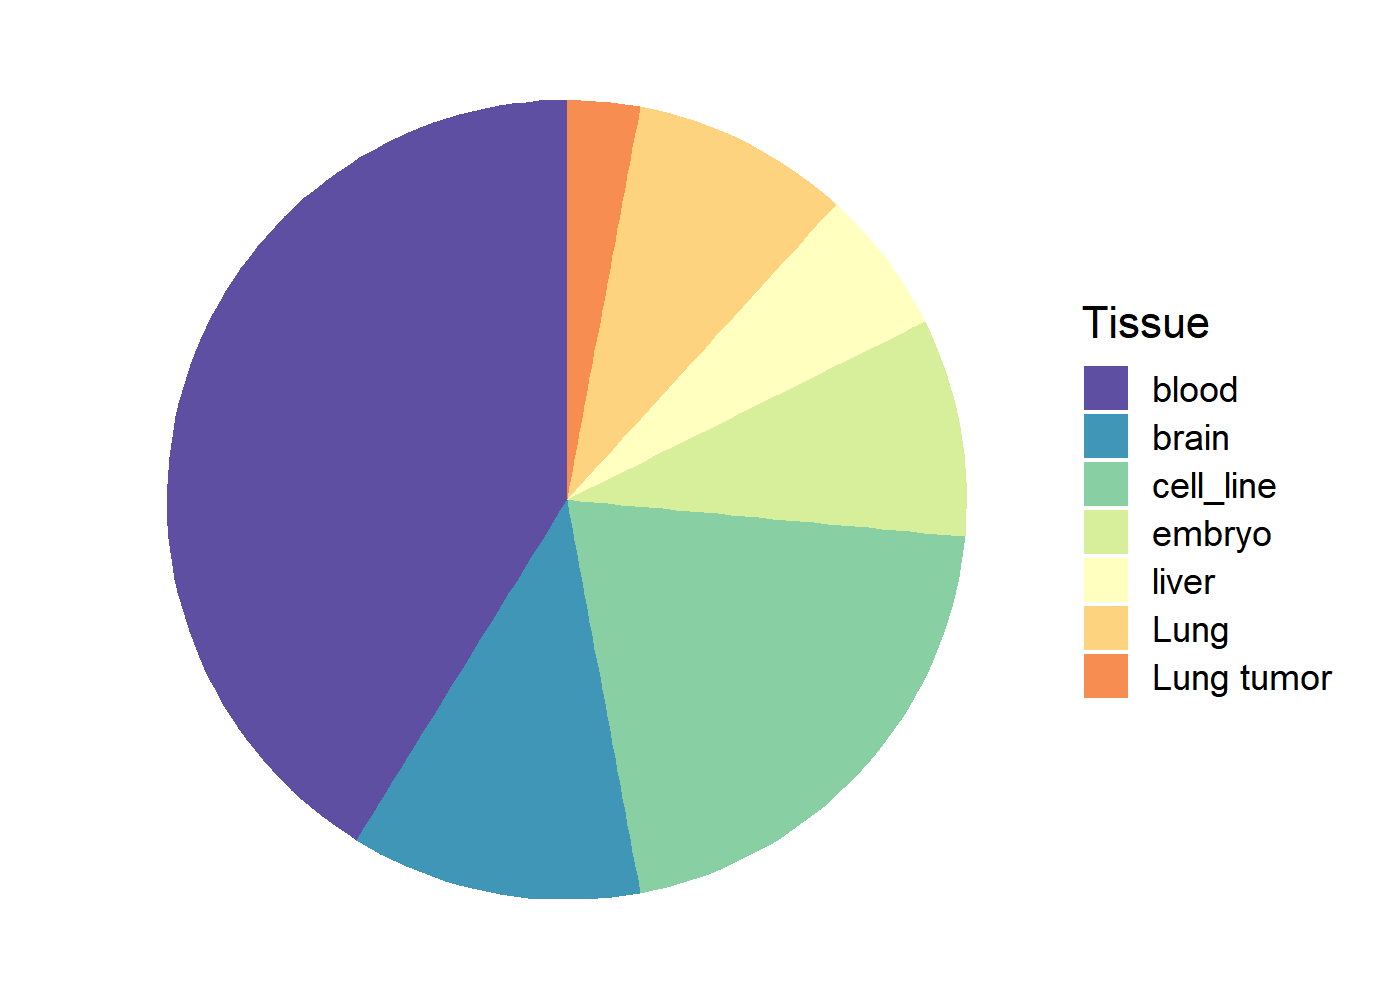 Tissue
blood
brain
cell_line
embryo
liver
Lung
Lung tumor